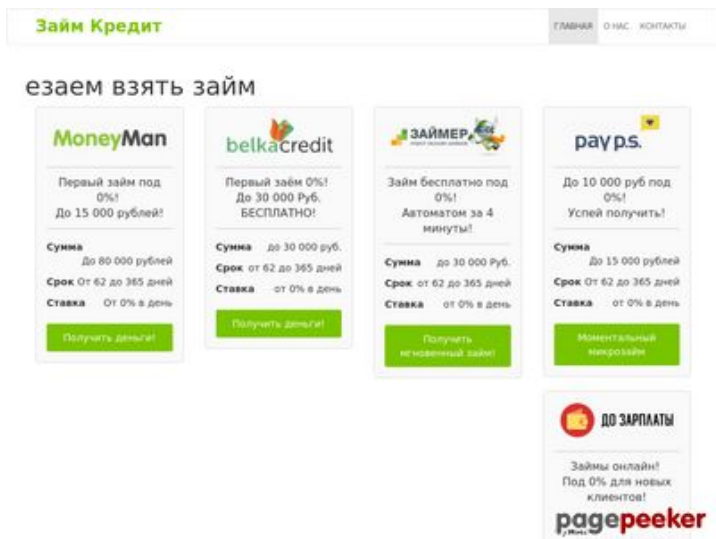 Займ Кредит
ГЛАВНАЯ О НАС. КОНТАКТЫ
езаем взять займ
MoneyMan
Первый займ под
0%!
До 15 000 рублей!
Сумма
До 80 000 рублей
Срок От 62 до 365 дней
Ставка От 0% в день
Получить деньги!
belkacredit
Первый заём 0%!
До 30 000 Руб.
БЕСПЛАТНО!
Сумма до 30 000 руб.
Срок от 62 до 365 дней
Ставка от 0% в день
Получить деньги!
ЗАЙМЕР
Займ бесплатно под
0%!
Автоматом за 4
минуты!
Сумма до 30 000 Руб.
Срок от 62 до 365 дней
Ставка от 0% в день
Получить
мгновенный займ!
pay p.s.
До 10 000 руб под
0%!
Успей получить!
Сумма
До 15 000 рублей
Срок От 62 до 365 дней
Ставка от 0% в день
Моментальный
микрозайм
ДО ЗАРПЛАТЫ
Займы онлайн!
Под 0% для новых
клиентов!
pagepeeker